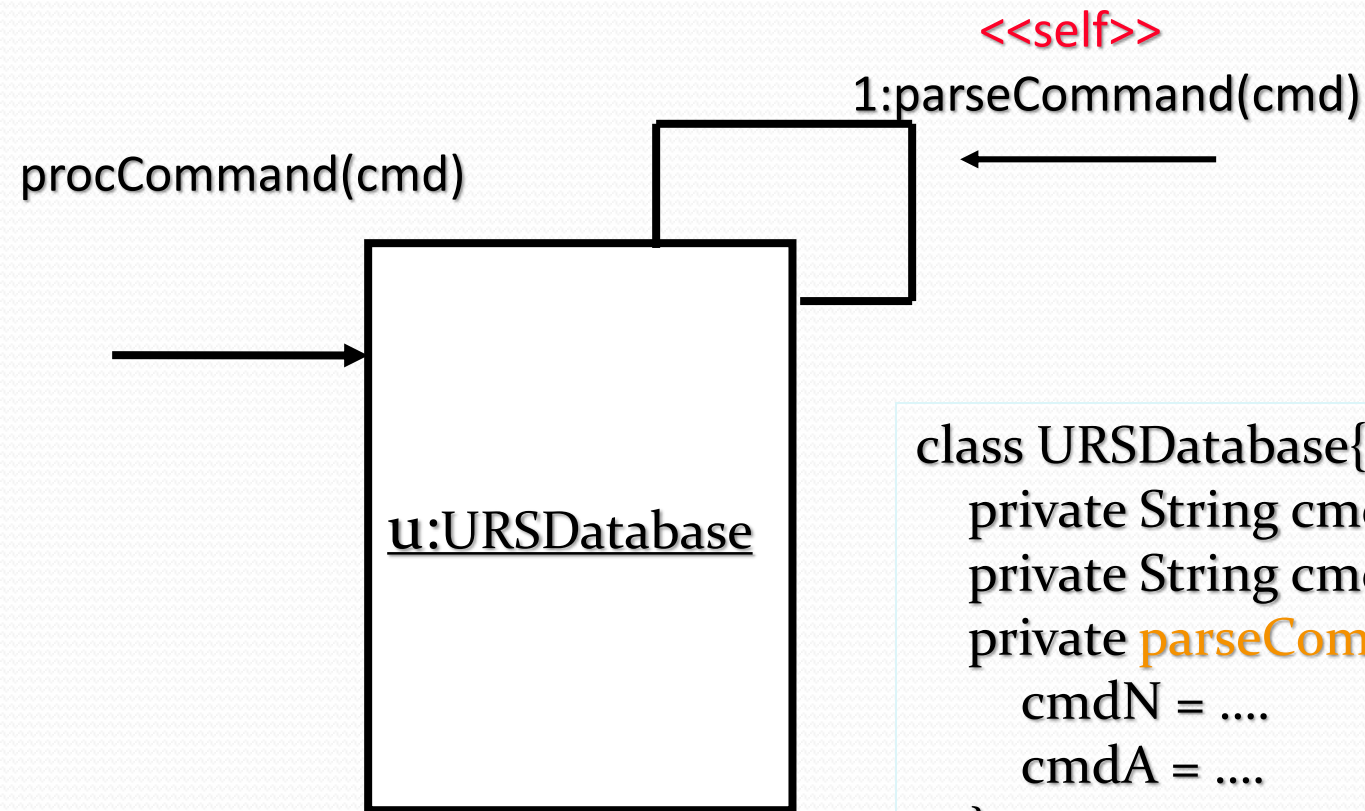 <<self>>
1:parseCommand(cmd)
procCommand(cmd)
u:URSDatabase
class URSDatabase{
private String
private String
private
cmdN = ....
cmdA = ....